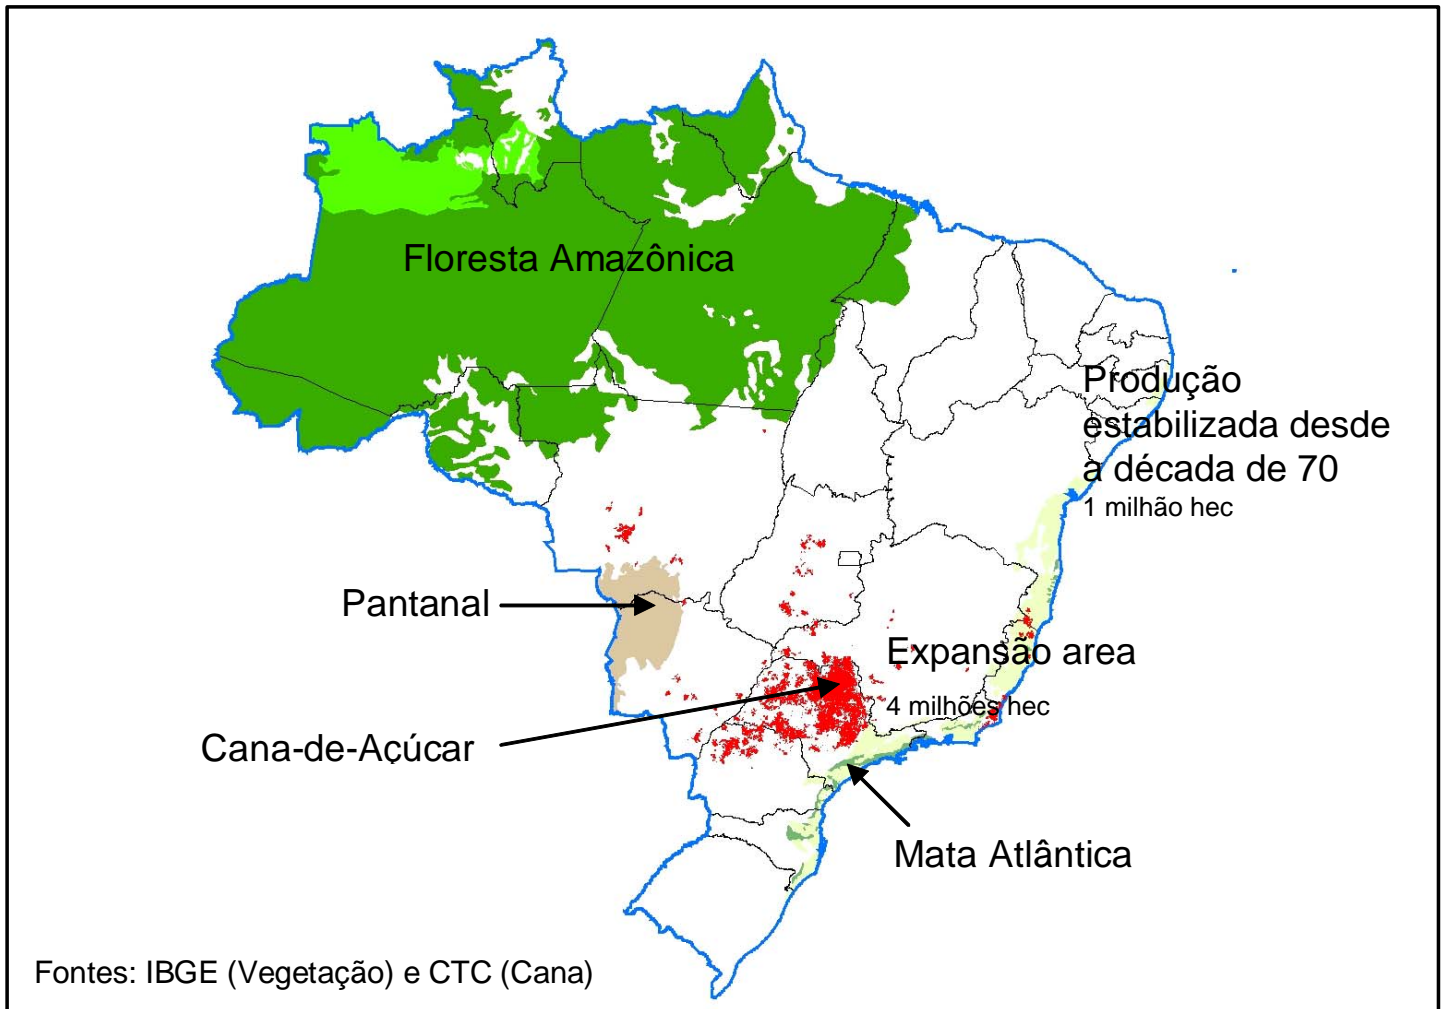 Floresta Amazônica
Produção
estabilizada desde
a década de 70
1 milhão hec
Pantanal
Expansão area
4 milhões hec
Cana-de-Açúcar
Mata Atlântica
Fontes: IBGE (Vegetação) e CTC (Cana)